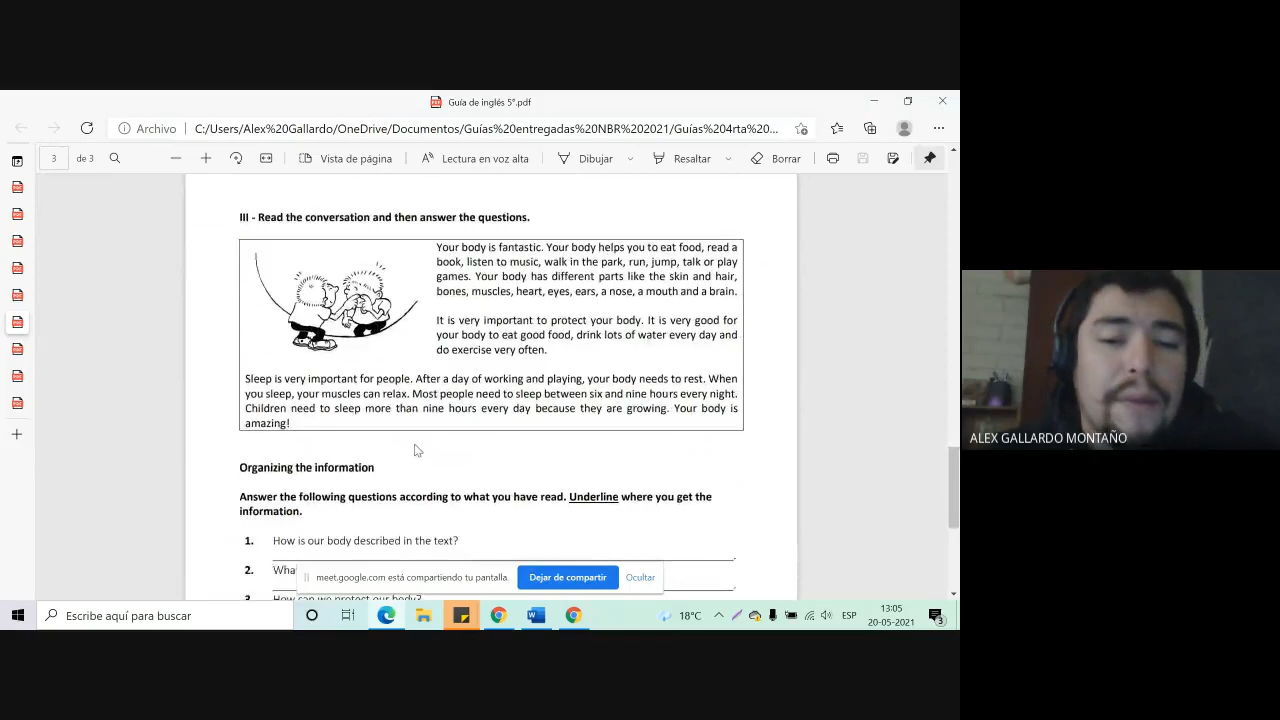 Guía de inglés 5°.pdf
Archivo
C:/Users/Alex%20Gallardo/OneDrive/Documentos/Guías%20entregadas%20NBR%202021/Guías%204rta%20...
3
de 3
Vista de página
Lectura en voz alta
Dibujar
Resaltar
Borrar
III - Read the conversation and then answer the questions.
Your body is fantastic. Your body helps you to eat food, read a
book, listen to music, walk in the park, run, jump, talk or play
games. Your body has different parts like the skin and hair,
bones, muscles, heart, eyes, ears, a nose, a mouth and a brain.
It is very important to protect your body. It is very good for
your body to eat good food, drink lots of water every day and
do exercise very often.
Sleep is very important for people. After a day of working and playing, your body needs to rest. When
you sleep, your muscles can relax. Most people need to sleep between six and nine hours every night.
Children need to sleep more than nine hours every day because they are growing. Your body is
amazing!
Organizing the information
Answer the following questions according to what you have read. Underline where you get the
information.
1. How is our body described in the text?
2. What
meet.google.com está compartiendo tu pantalla.
Dejar de compartir
Ocultar
3. How can we protect our body?
Escribe aquí para buscar
18°C
ESP
13:05
20-05-2021
3
ALEX GALLARDO MONTAÑO